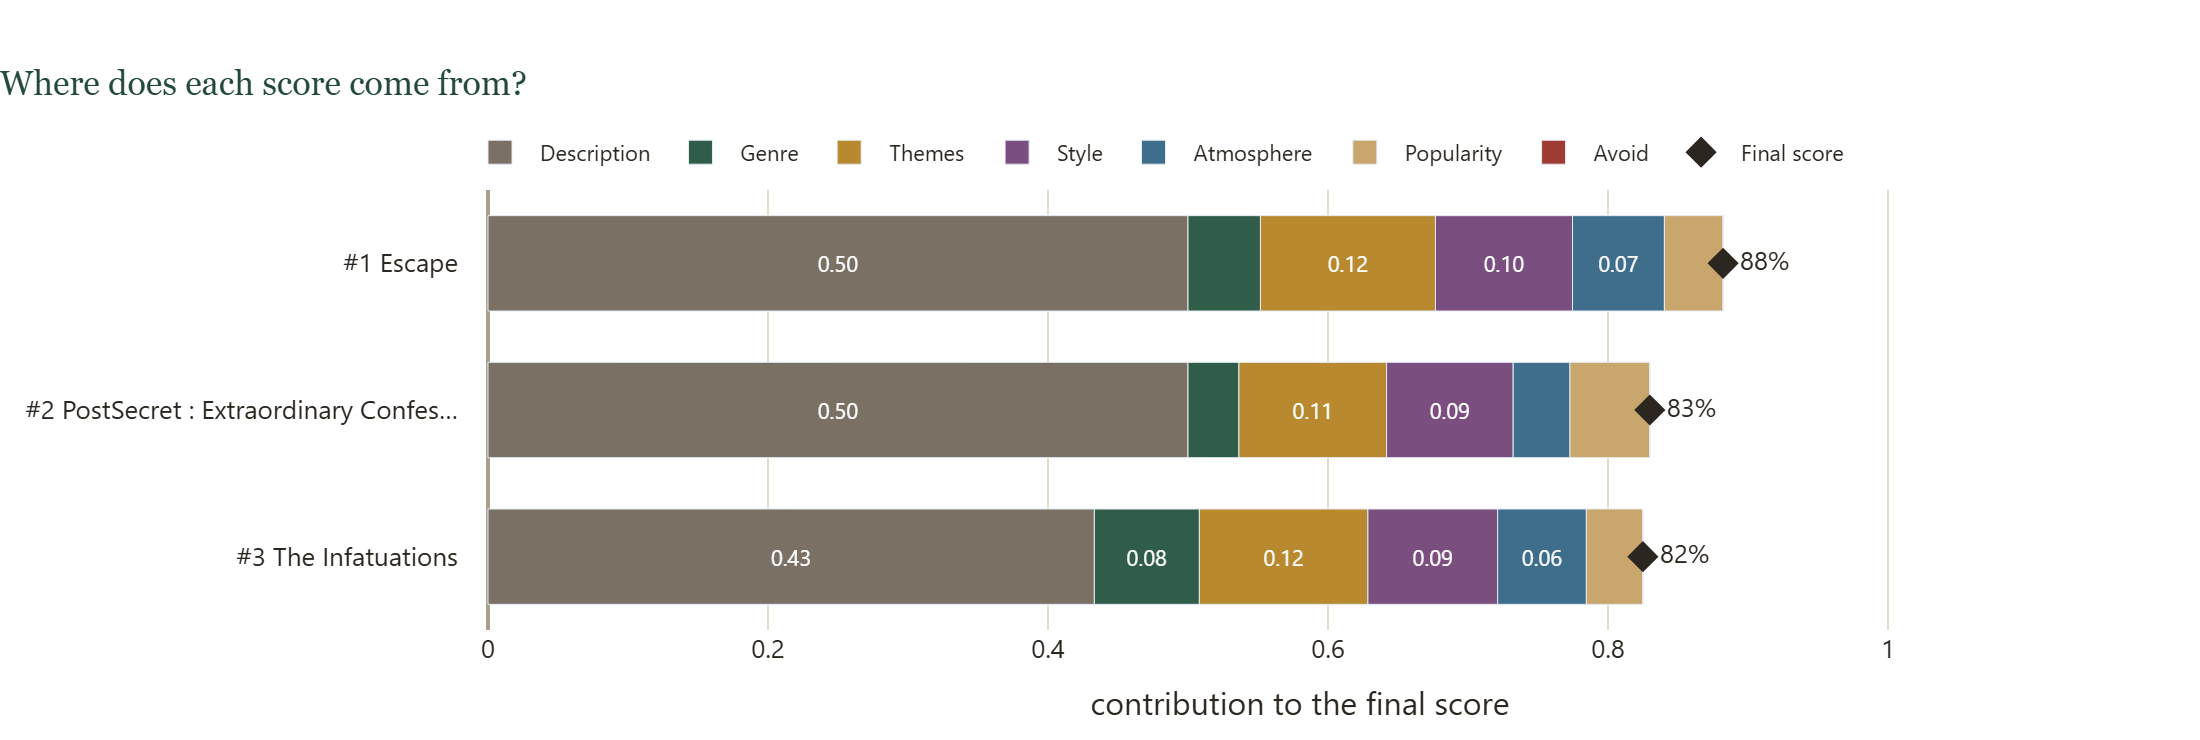 Where does each score come from?
Description Genre Themes Style Atmosphere Popularity Avoid Final score
#1 Escape 0.50 0.12 0.10 0.07 88%
#2 PostSecret : Extraordinary Confes... 0.50 0.11 0.09 83%
#3 The Infatuations 0.43 0.08 0.12 0.09 0.06 82%
0 0.2 0.4 0.6 0.8 1
contribution to the final score